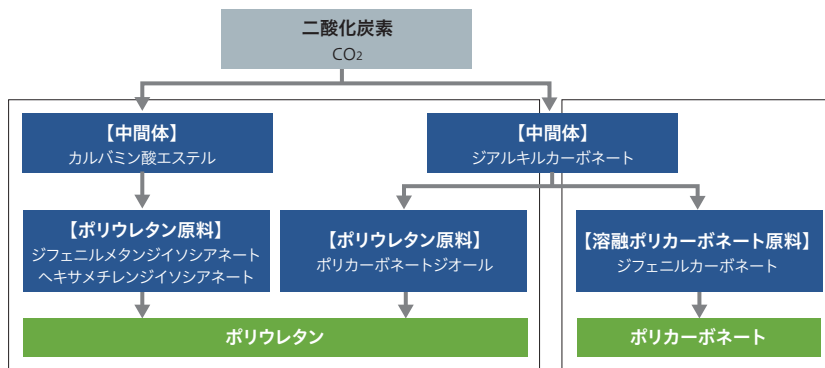 二酸化炭素
CO₂
【中間体】
カルバミン酸エステル
【中間体】
ジアルキルカーボネート
【ポリウレタン原料】
ジフェニルメタンジイソシアネート
ヘキサメチレンジイソシアネート
【ポリウレタン原料】
ポリカーボネートジオール
【溶融ポリカーボネート原料】
ジフェニルカーボネート
ポリウレタン
ポリカーボネート